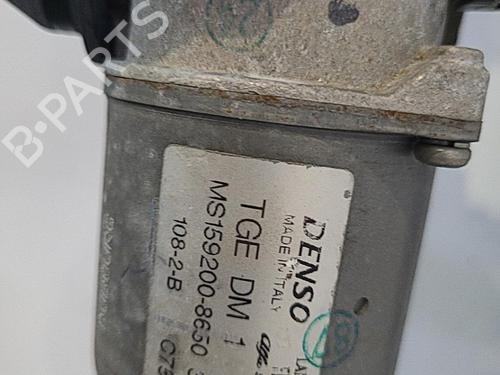 B-PARTS
DENSO
MADE IN ITALY
TGE DM 1
MS159200-8650
108-2-B